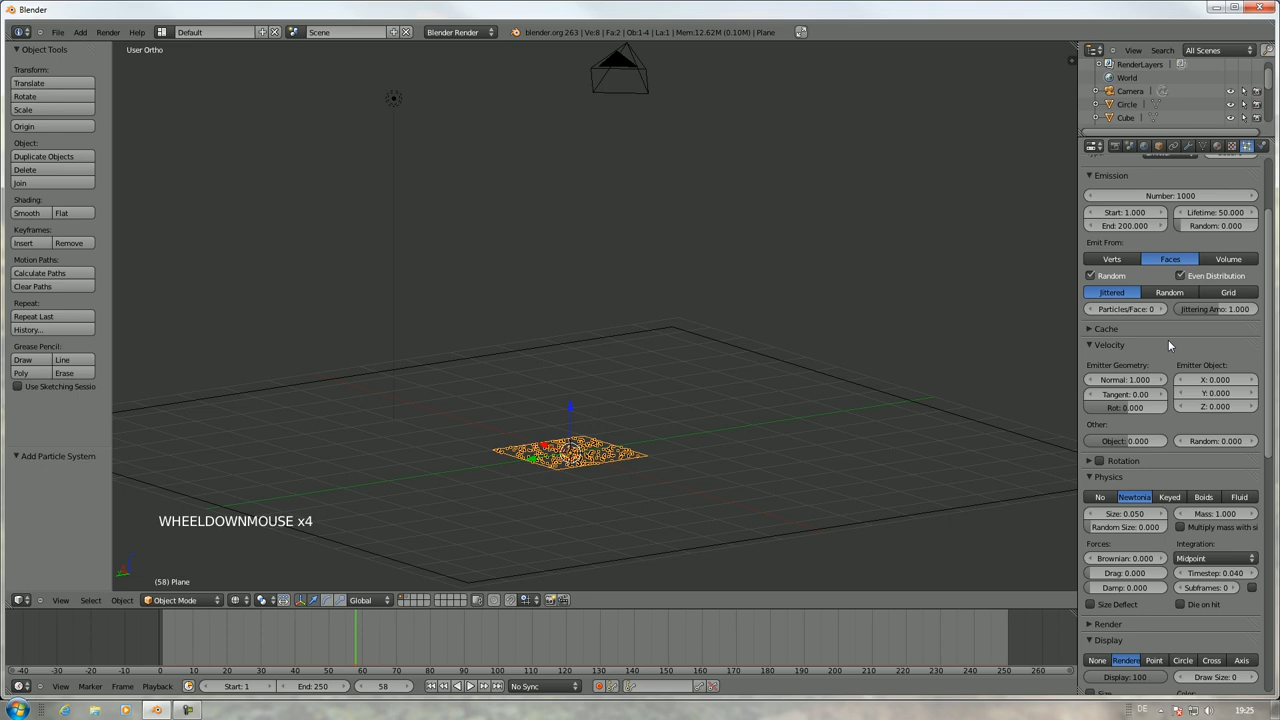 Blender
File Add Render Help Default Scene Blender Render blender.org 263 | Ve:8 | Fa:2 | Ob:1-4 | La:1 | Mem:12.62M (0.10M) | Plane
Object Tools
Transform:
Translate
Rotate
Scale
Origin
Object:
Duplicate Objects
Delete
Join
Shading:
Smooth Flat
Keyframes:
Insert Remove
Motion Paths:
Calculate Paths
Clear Paths
Repeat:
Repeat Last
History...
Grease Pencil:
Draw Line
Poly Erase
Use Sketching Sessio
Add Particle System
User Ortho
WHEELDOWNMOUSE x4
(58) Plane
View Select Object Object Mode Global
View Search All Scenes
RenderLayers
World
Camera
Circle
Cube
Emission
Number: 1000
Start: 1.000 Lifetime: 50.000
End: 200.000 Random: 0.000
Emit From:
Verts Faces Volume
Random Even Distribution
Jittered Random Grid
Particles/Face: 0 Jittering Amo: 1.000
Cache
Velocity
Emitter Geometry: Emitter Object:
Normal: 1.000 X: 0.000
Tangent: 0.00 Y: 0.000
Rot: 0.000 Z: 0.000
Other:
Object: 0.000 Random: 0.000
Rotation
Physics
No Newtonia Keyed Boids Fluid
Size: 0.050 Mass: 1.000
Random Size: 0.000 Multiply mass with si
Forces: Integration:
Brownian: 0.000 Midpoint
Drag: 0.000 Timestep: 0.040
Damp: 0.000 Subframes: 0
Size Deflect Die on hit
Render
Display
None Rendere Point Circle Cross Axis
Display: 100 Draw Size: 0
-40 -30 -20 -10 0 10 20 30 40 50 60 70 80 90 100 110 120 130 140 150 160 170 180 190 200 210 220 230 240 250 260
View Marker Frame Playback Start: 1 End: 250 58 No Sync
DE 19:25